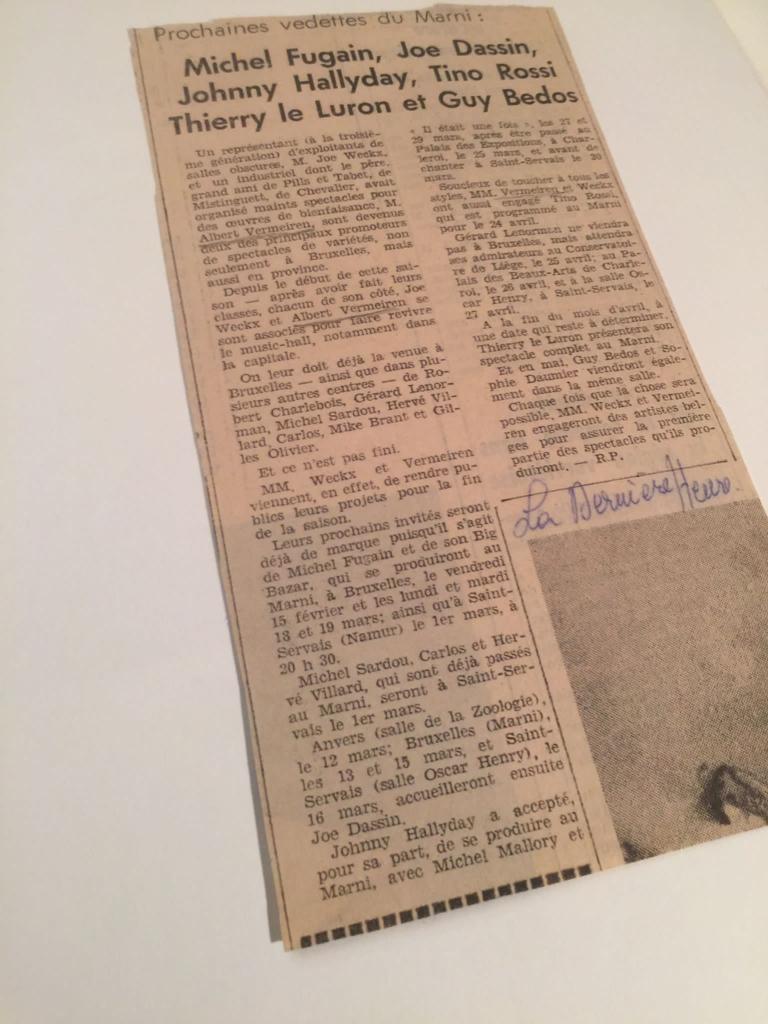 Prochaines vedettes du Marni :
Michel Fugain, Joe Dassin,
Johnny Hallyday, Tino Rossi
Thierry le Luron et Guy Bedos
Un représentant (à la troisiè-
me génération) d'exploitants de
salles obscures, M. Joe Weckx,
et un industriel dont le père,
grand ami de Pills et Tabet, de
Mistinguett, de Chevalier, avait
organisé maints spectacles pour
des œuvres de bienfaisance, M.
Albert Vermeiren, sont devenus
deux des principaux promoteurs
de spectacles de variétés, non
seulement à Bruxelles, mais
aussi en province.
Depuis le début de cette sai-
son — après avoir fait leurs
classes, chacun de son côté, Joe
Weckx et Albert Vermeiren se
sont associés pour faire revivre
le music-hall, notamment dans
la capitale.
On leur doit déjà la venue à
Bruxelles — ainsi que dans plu-
sieurs autres centres — de Ro-
bert Charlebois, Gérard Lenor-
man, Michel Sardou, Hervé Vil-
lard, Carlos, Mike Brant et Gil-
les Olivier.
Et ce n'est pas fini.
MM. Weckx et Vermeiren
viennent, en effet, de rendre pu-
blics leurs projets pour la fin
de la saison.
Leurs prochains invités seront
déjà de marque puisqu'il s'agit
de Michel Fugain et de son Big
Bazar, qui se produiront au
Marni, à Bruxelles, le vendredi
15 février et les lundi et mardi
18 et 19 mars; ainsi qu'à Saint-
Servais (Namur) le 1er mars, à
20 h 30.
Michel Sardou, Carlos et Her-
vé Villard, qui sont déjà passés
au Marni, seront à Saint-Ser-
vais le 1er mars.
Anvers (salle de la Zoologie),
le 12 mars; Bruxelles (Marni),
les 13 et 15 mars, et Saint-
Servais (salle Oscar Henry), le
16 mars, accueilleront ensuite
Joe Dassin.
Johnny Hallyday a accepté,
pour sa part, de se produire au
Marni, avec Michel Mallory et
« Il était une fois », les 27 et
29 mars, après être passé au
Palais des Expositions, à Char-
leroi, le 25 mars, et avant de
chanter à Saint-Servais le 30
mars.
Soucieux de toucher à tous les
styles, MM. Vermeiren et Weckx
ont aussi engagé Tino Rossi,
qui est programmé au Marni
pour le 24 avril.
Gérard Lenorman ne viendra
pas à Bruxelles, mais attendra
ses admirateurs au Conservatoi-
re de Liège, le 25 avril; au Pa-
lais des Beaux-Arts de Charle-
roi, le 26 avril, et à la salle Os-
car Henry, à Saint-Servais, le
27 avril.
A la fin du mois d'avril, à
une date qui reste à déterminer,
Thierry le Luron présentera son
spectacle complet au Marni.
Et en mai, Guy Bedos et So-
phie Daumier viendront égale-
ment dans la même salle.
Chaque fois que la chose sera
possible, MM. Weckx et Vermei-
ren engageront des artistes bel-
ges pour assurer la première
partie des spectacles qu'ils pro-
duiront. — R.P.
La Dernière Heure.